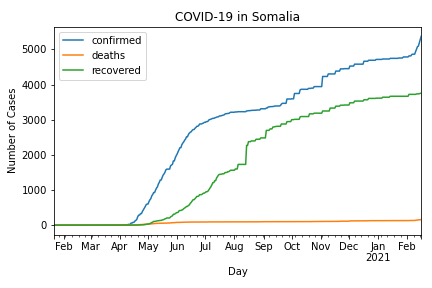 COVID-19 in Somalia
confirmed
deaths
recovered
Number of Cases
5000
4000
3000
2000
1000
0
Feb Mar Apr May Jun Jul Aug Sep Oct Nov Dec Jan Feb
2021
Day